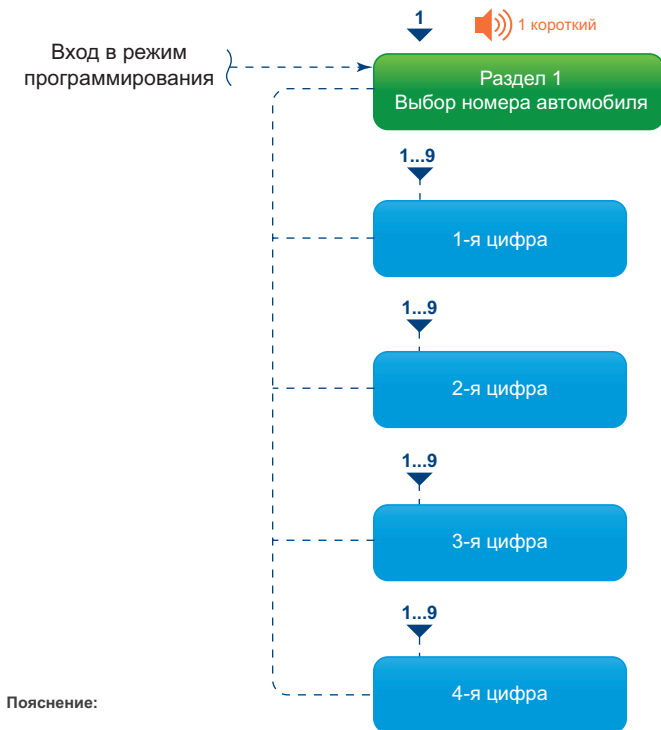 1
1 короткий
Вход в режим
программирования
Раздел 1
Выбор номера автомобиля
1...9
1-я цифра
1...9
2-я цифра
1...9
3-я цифра
1...9
4-я цифра
Пояснение: